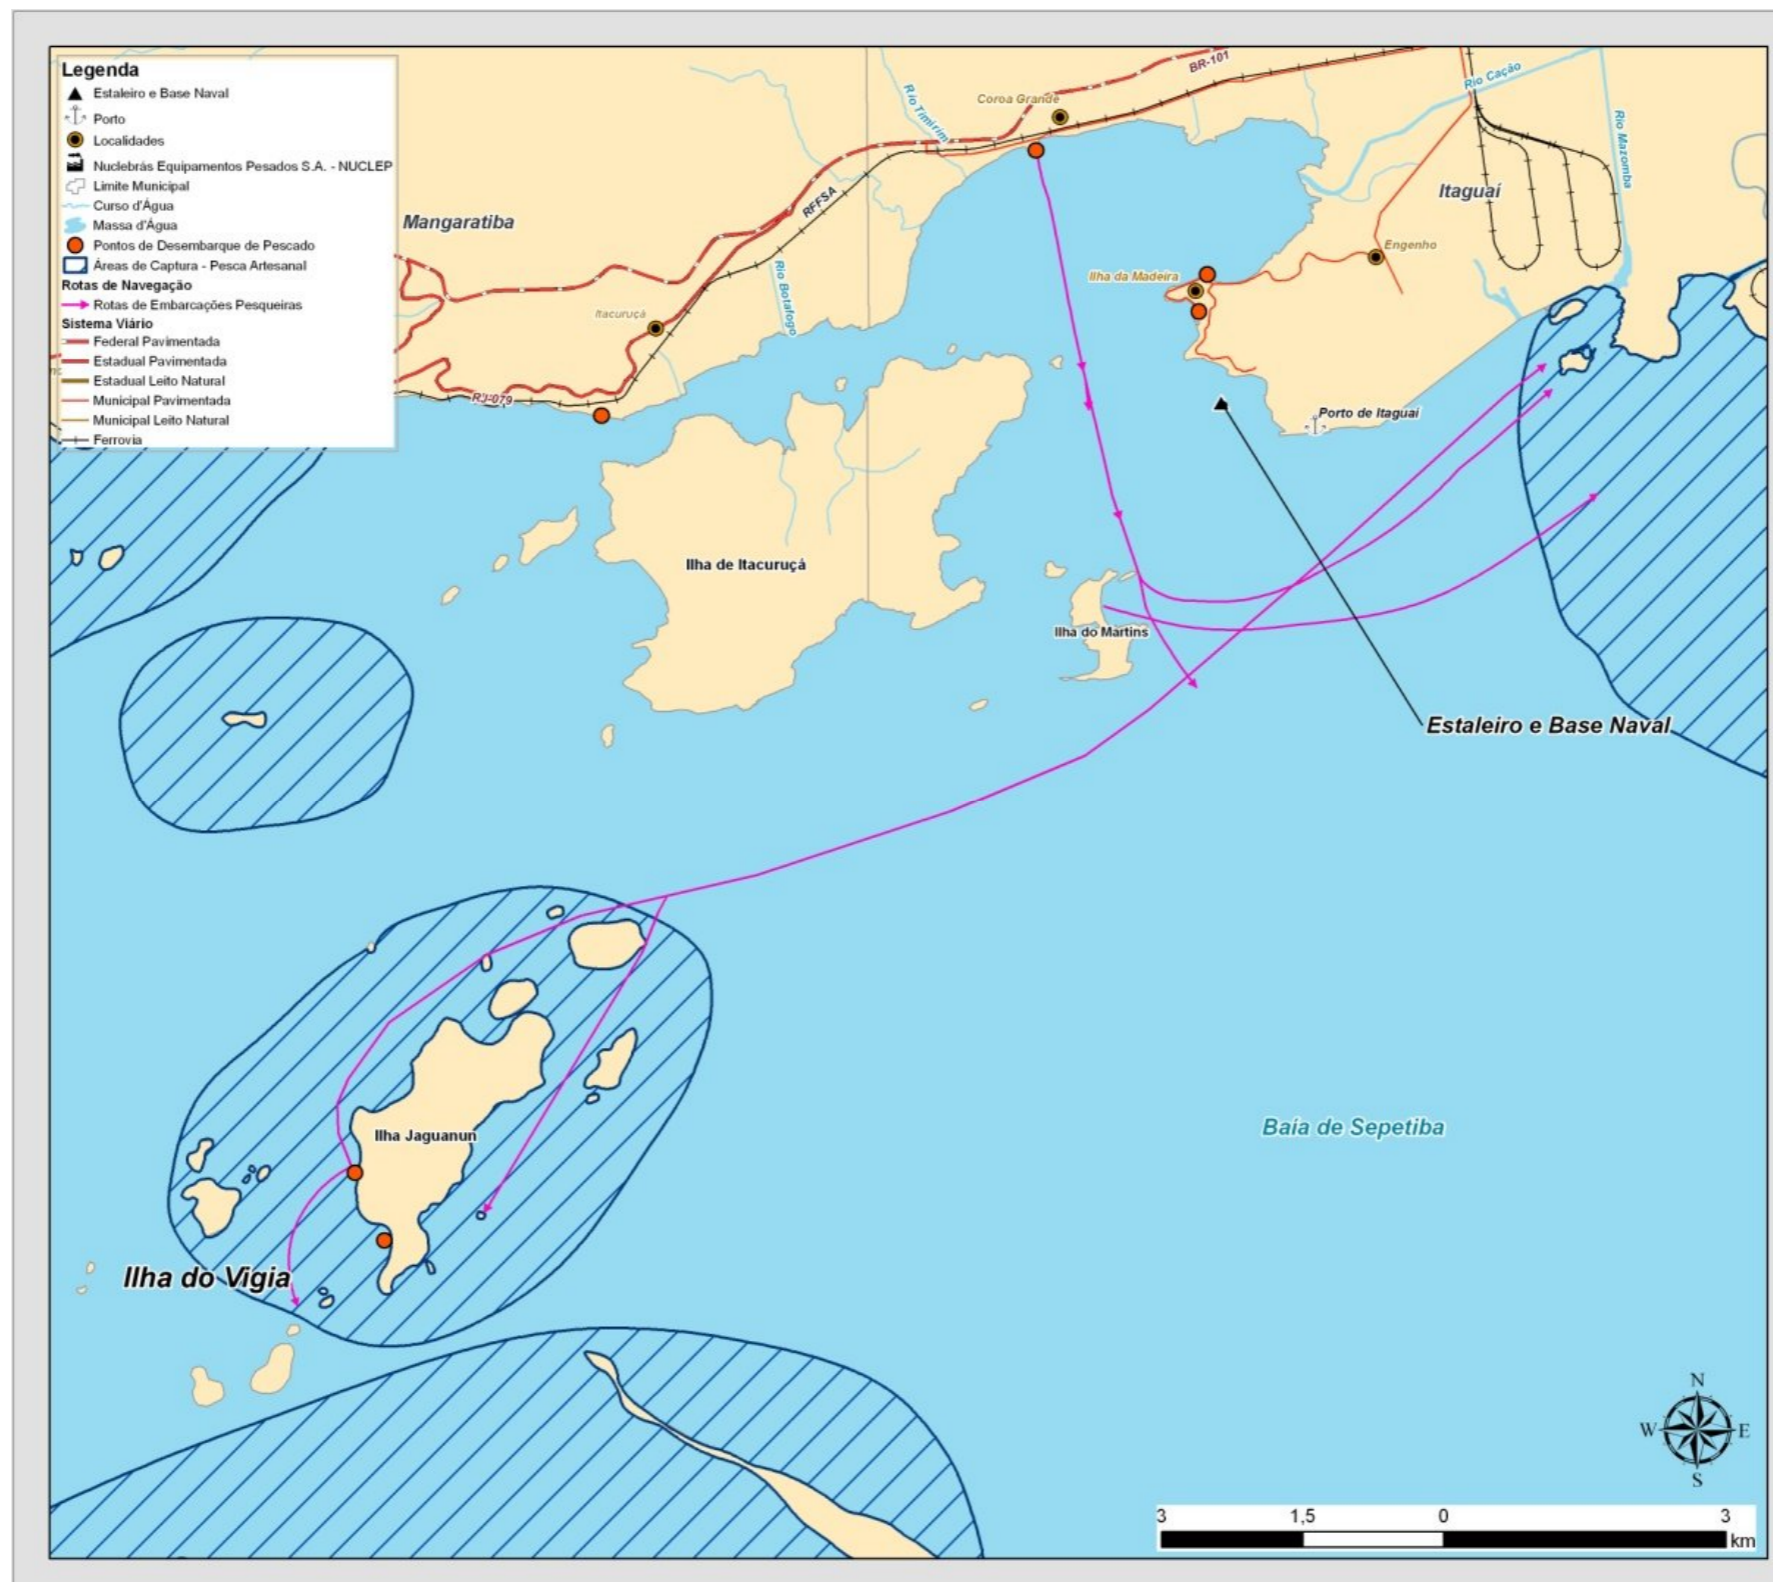 Legenda
Estaleiro e Base Naval
Porto
Localidades
Nuclebrás Equipamentos Pesados S.A. - NUCLEP
Limite Municipal
Curso d'Água
Massa d'Água
Pontos de Desembarque de Pescado
Áreas de Captura - Pesca Artesanal
Rotas de Navegação
Rotas de Embarcações Pesqueiras
Sistema Viário
Federal Pavimentada
Estadual Pavimentada
Estadual Leito Natural
Municipal Pavimentada
Municipal Leito Natural
Ferrovia
BR-101
Rio Cação
Coroa Grande
Rio Timirim
Rio Mazomba
Itaguaí
Mangaratiba
RFFSA
Engenho
Ilha da Madeira
Rio Botafogo
Itacuruçá
RJ-079
Porto de Itaguaí
Ilha de Itacuruçá
Ilha do Martins
Estaleiro e Base Naval
Baía de Sepetiba
Ilha Jaguanun
Ilha do Vigia
N
W E
S
3 1,5 0 3
km